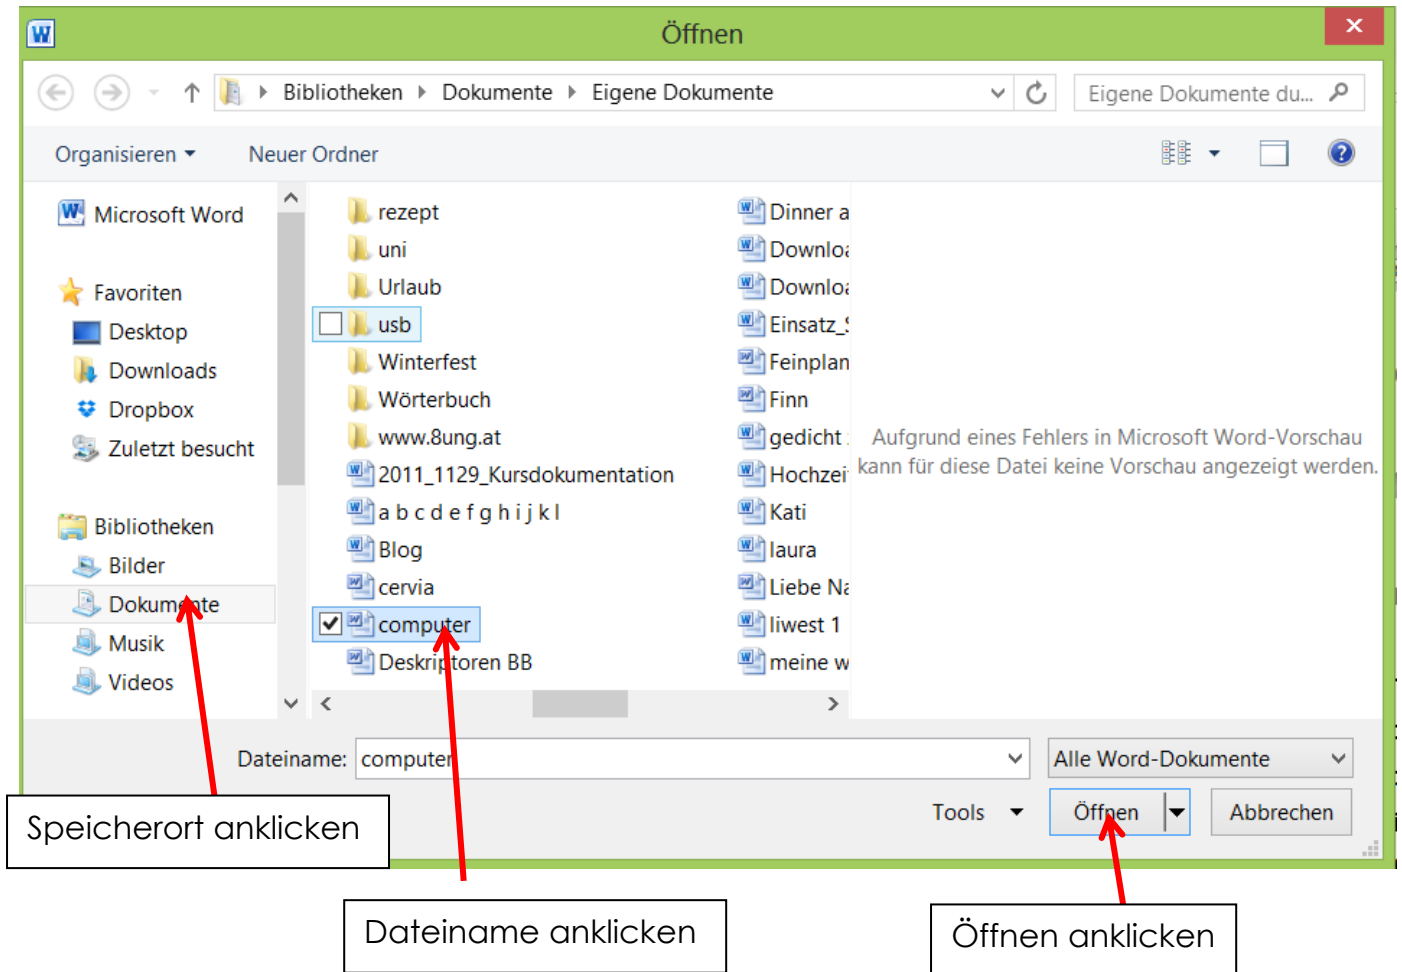 Öffnen
Bibliotheken Dokumente Eigene Dokumente
Eigene Dokumente du...
Organisieren Neuer Ordner
Microsoft Word
Favoriten
Desktop
Downloads
Dropbox
Zuletzt besucht
Bibliotheken
Bilder
Dokumente
Musik
Videos
rezept
uni
Urlaub
usb
Winterfest
Wörterbuch
www.8ung.at
2011_1129_Kursdokumentation
a b c d e f g h i j k l
Blog
cervia
computer
Deskriptoren BB
Dinner a
Downloa
Downloa
Einsatz_S
Feinplan
Finn
gedicht
Hochzei
Kati
laura
Liebe Na
liwest 1
meine w
Aufgrund eines Fehlers in Microsoft Word-Vorschau
kann für diese Datei keine Vorschau angezeigt werden.
Dateiname: computer
Alle Word-Dokumente
Tools Öffnen Abbrechen
Speicherort anklicken
Dateiname anklicken
Öffnen anklicken